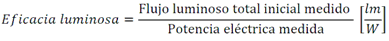 Eficacia luminosa = Flujo luminoso total inicial medido / Potencia eléctrica medida [lm/W]